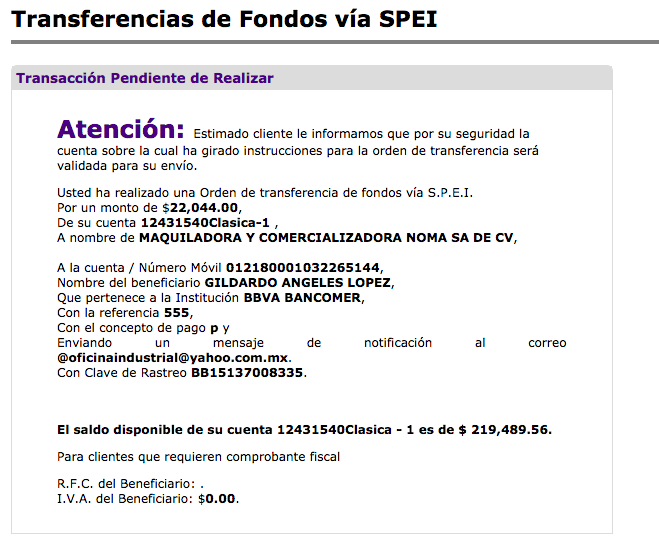 Transferencias de Fondos vía SPEI
Transacción Pendiente de Realizar
Atención: Estimado cliente le informamos que por su seguridad la
cuenta sobre la cual ha girado instrucciones para la orden de transferencia será
validada para su envío.
Usted ha realizado una Orden de transferencia de fondos vía S.P.E.I.
Por un monto de $22,044.00,
De su cuenta 12431540Clasica-1 ,
A nombre de MAQUILADORA Y COMERCIALIZADORA NOMA SA DE CV,
A la cuenta / Número Móvil 012180001032265144,
Nombre del beneficiario GILDARDO ANGELES LOPEZ,
Que pertenece a la Institución BBVA BANCOMER,
Con la referencia 555,
Con el concepto de pago p y
Enviando un mensaje de notificación al correo
@oficinaindustrial@yahoo.com.mx.
Con Clave de Rastreo BB15137008335.
El saldo disponible de su cuenta 12431540Clasica - 1 es de $ 219,489.56.
Para clientes que requieren comprobante fiscal
R.F.C. del Beneficiario: .
I.V.A. del Beneficiario: $0.00.